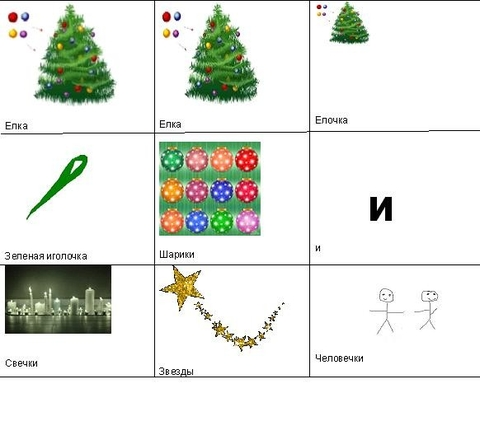 Елка
Елка
Елочка
Зеленая иголочка
Шарики
и
и
Свечки
Звезды
Человечки